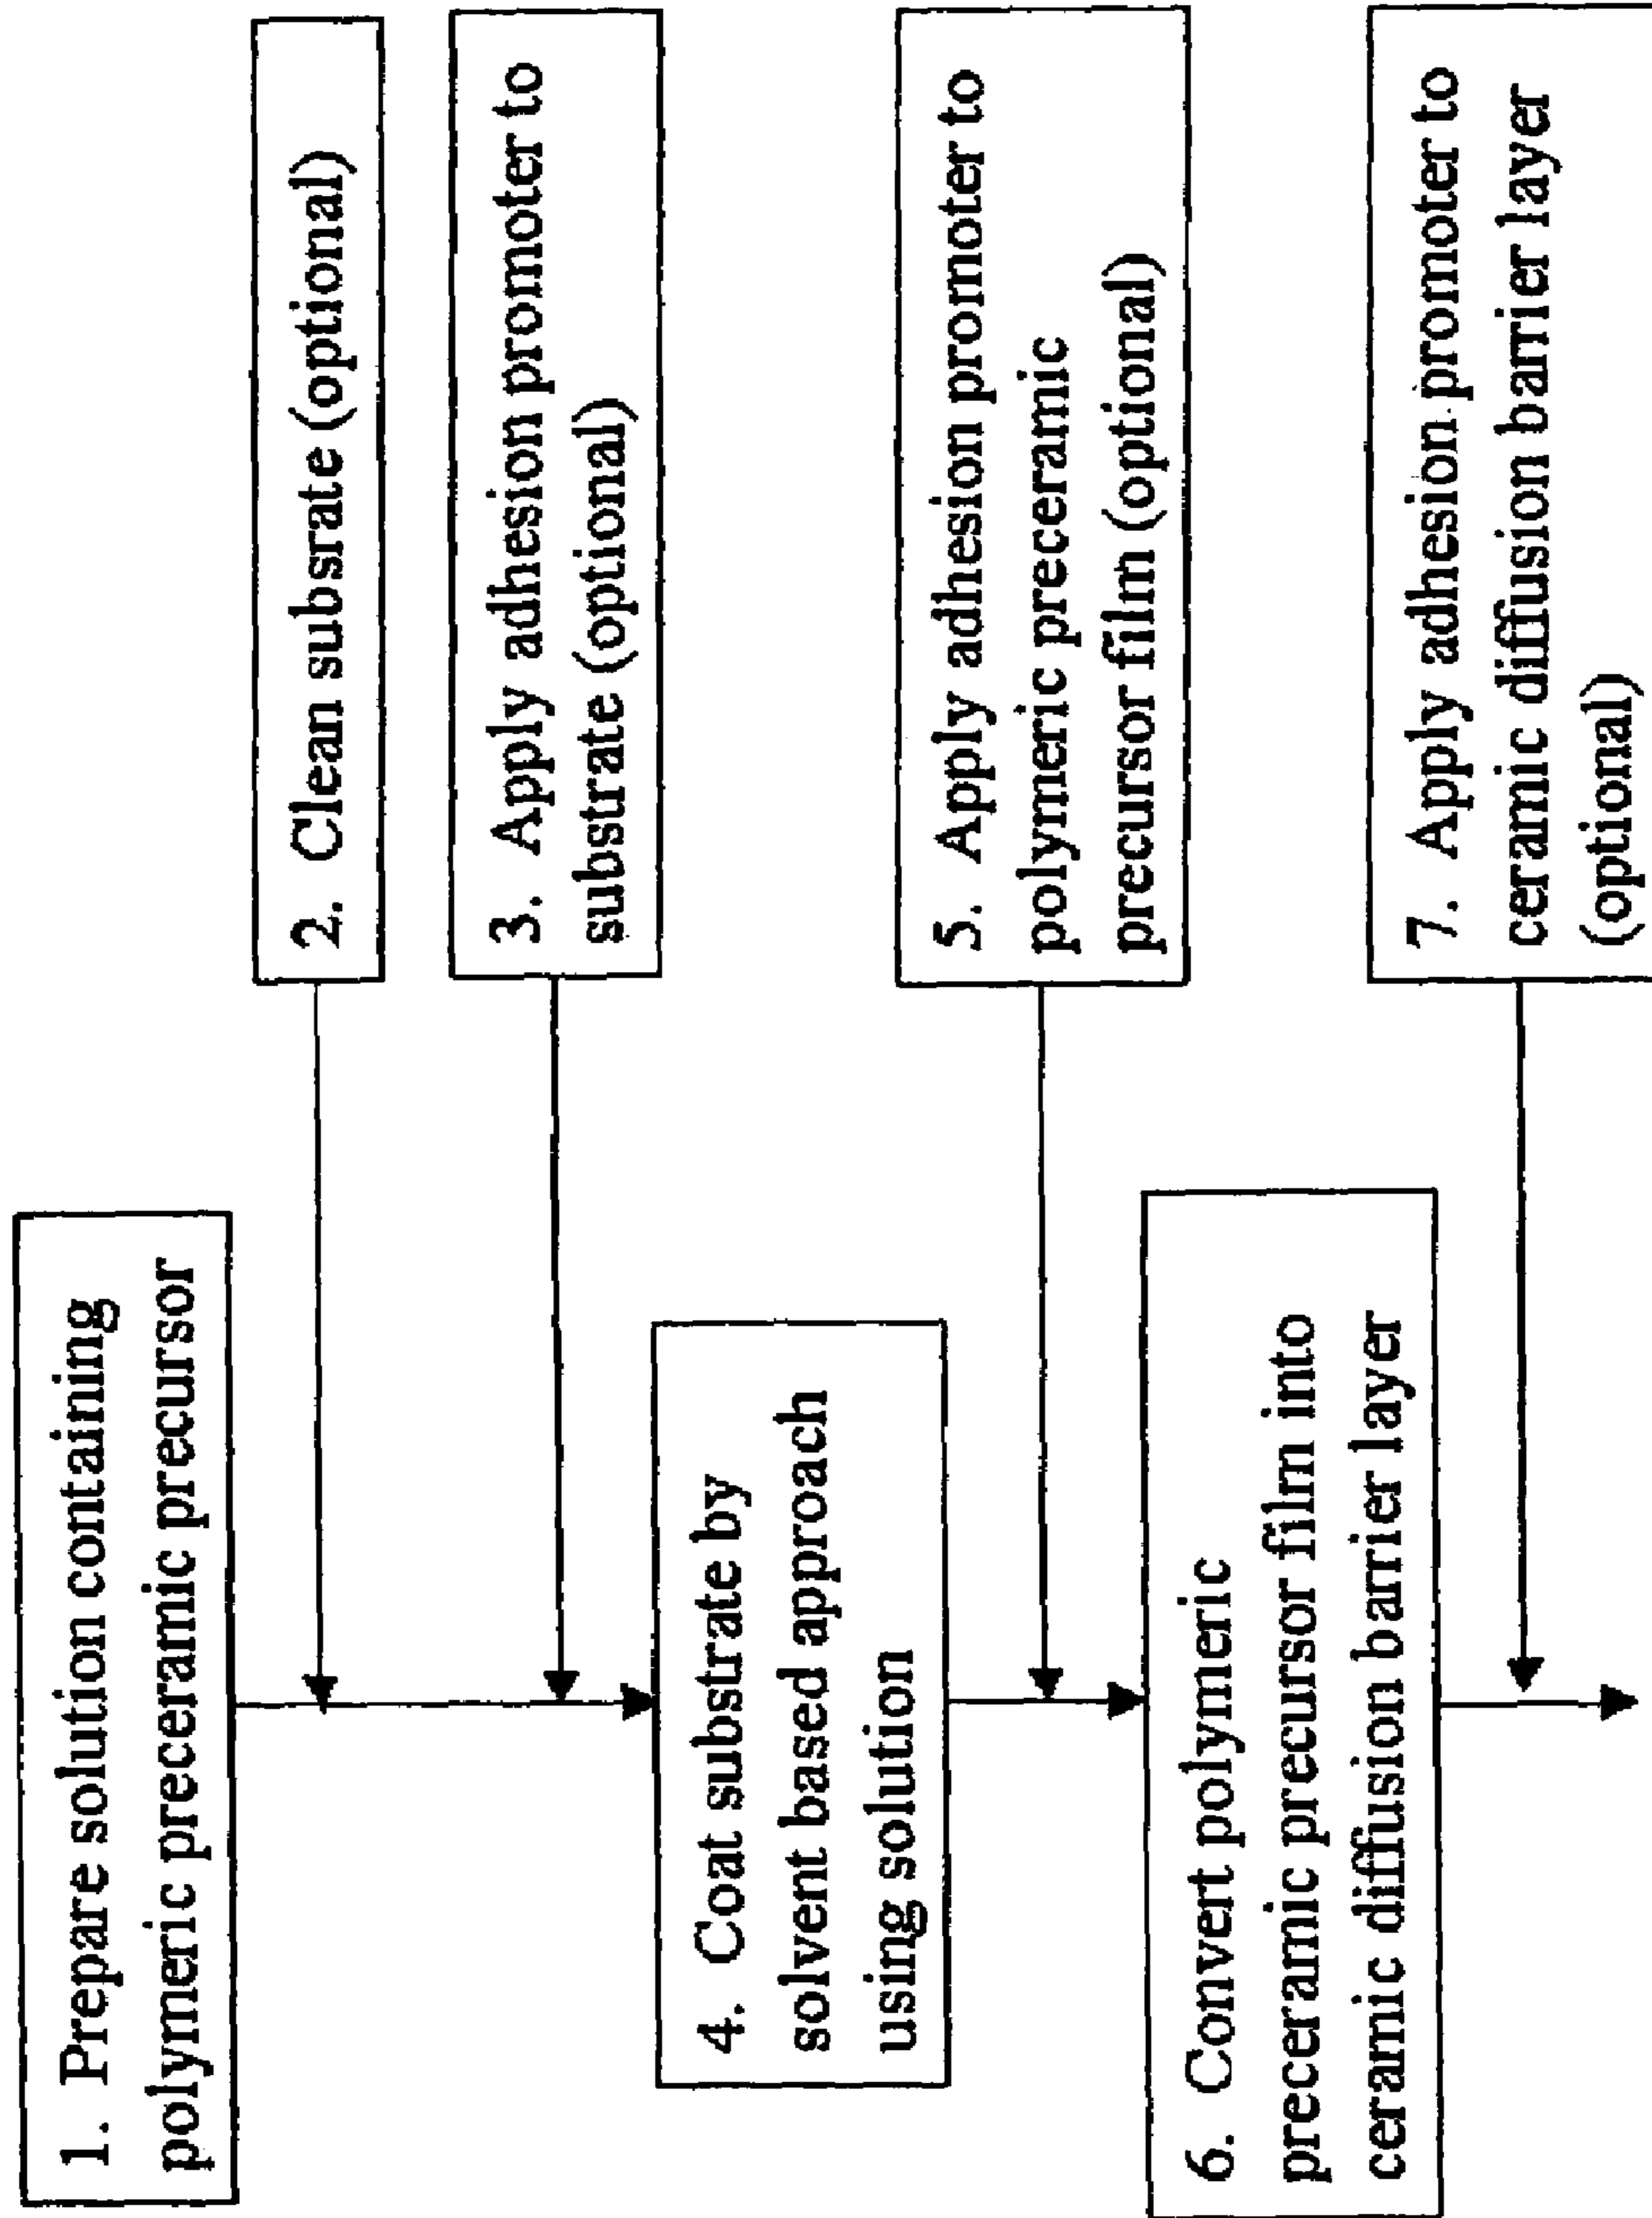 1. Prepare solution containing
polymeric preceramic precursor
2. Clean subsrate (optional)
3. Apply adhesion promoter to
substrate (optional)
4. Coat substrate by
solvent based approach
using solution
5. Apply adhesion promoter to
polymeric preceramic
precursor film (optional)
6. Convert polymeric
preceramic precursor film into
ceramic diffusion barrier layer
7. Apply adhesion promoter to
ceramic diffusion barrier layer
(optional)